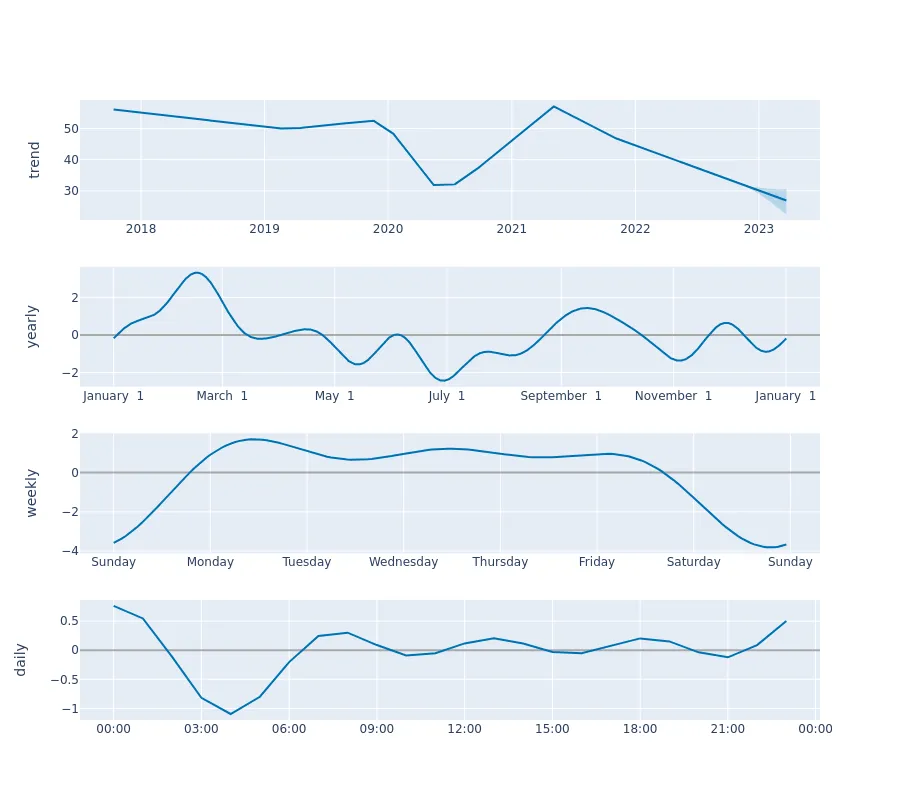 trend
50
40
30
2018 2019 2020 2021 2022 2023
yearly
2
0
−2
January 1 March 1 May 1 July 1 September 1 November 1 January 1
weekly
2
0
−2
−4
Sunday Monday Tuesday Wednesday Thursday Friday Saturday Sunday
daily
0.5
0
−0.5
−1
00:00 03:00 06:00 09:00 12:00 15:00 18:00 21:00 00:00